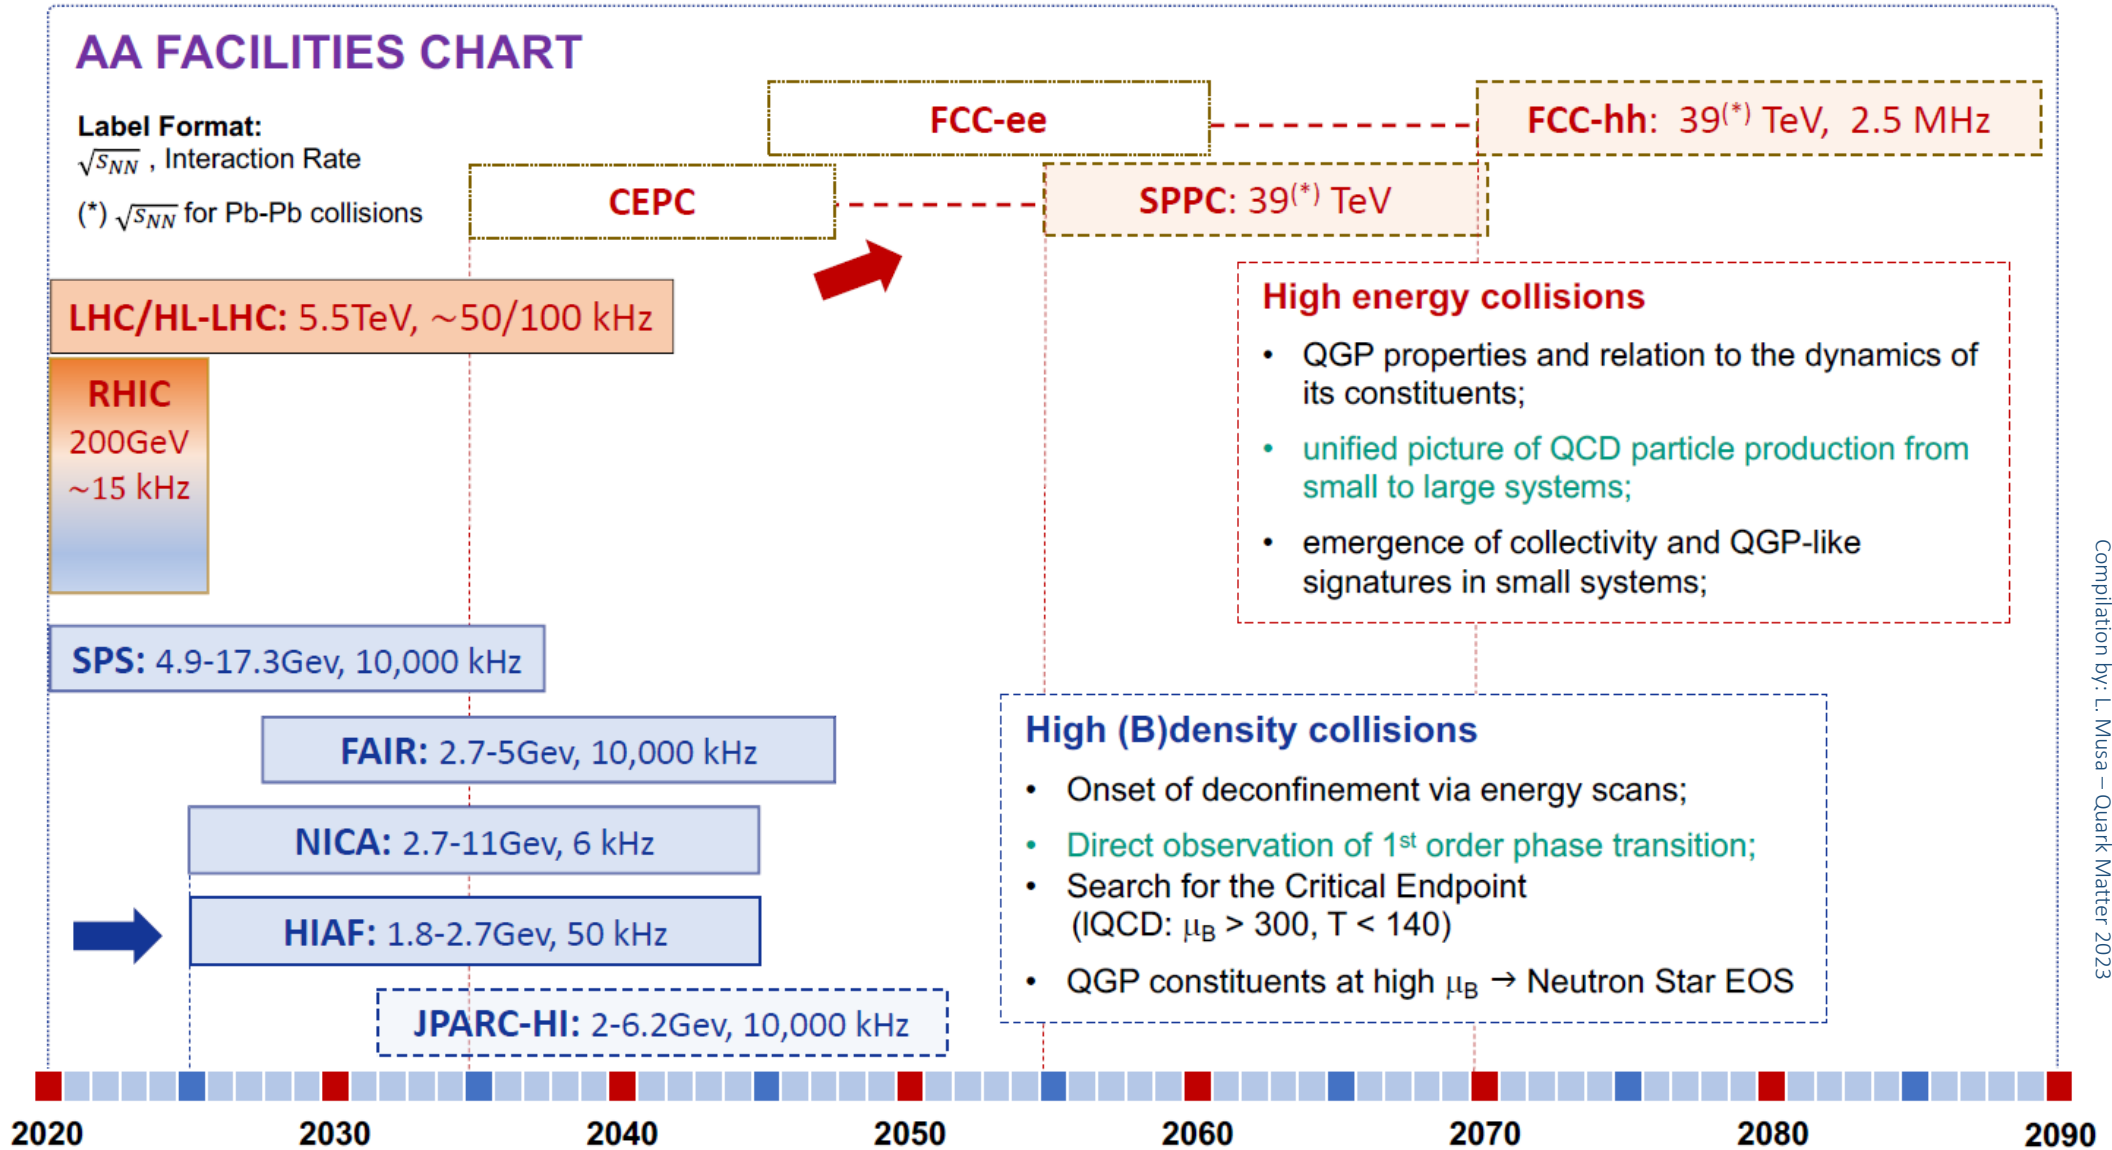 AA FACILITIES CHART
Label Format:
√s_NN , Interaction Rate
(*) √s_NN for Pb-Pb collisions
FCC-ee
FCC-hh: 39(*) TeV, 2.5 MHz
CEPC
SPPC: 39(*) TeV
LHC/HL-LHC: 5.5TeV, ~50/100 kHz
RHIC
200GeV
~15 kHz
High energy collisions
• QGP properties and relation to the dynamics of
its constituents;
• unified picture of QCD particle production from
small to large systems;
• emergence of collectivity and QGP-like
signatures in small systems;
SPS: 4.9-17.3Gev, 10,000 kHz
FAIR: 2.7-5Gev, 10,000 kHz
NICA: 2.7-11Gev, 6 kHz
HIAF: 1.8-2.7Gev, 50 kHz
JPARC-HI: 2-6.2Gev, 10,000 kHz
High (B)density collisions
• Onset of deconfinement via energy scans;
• Direct observation of 1st order phase transition;
• Search for the Critical Endpoint
(lQCD: μB > 300, T < 140)
• QGP constituents at high μB → Neutron Star EOS
Compilation by: L. Musa – Quark Matter 2023
2020 2030 2040 2050 2060 2070 2080 2090